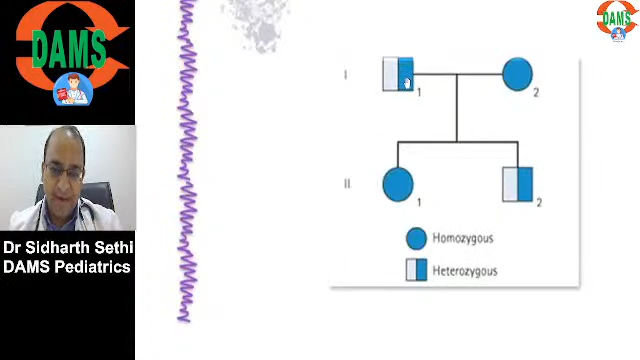 DAMS
DAMS
I
1
2
II
1
2
Homozygous
Heterozygous
Dr Sidharth Sethi
DAMS Pediatrics